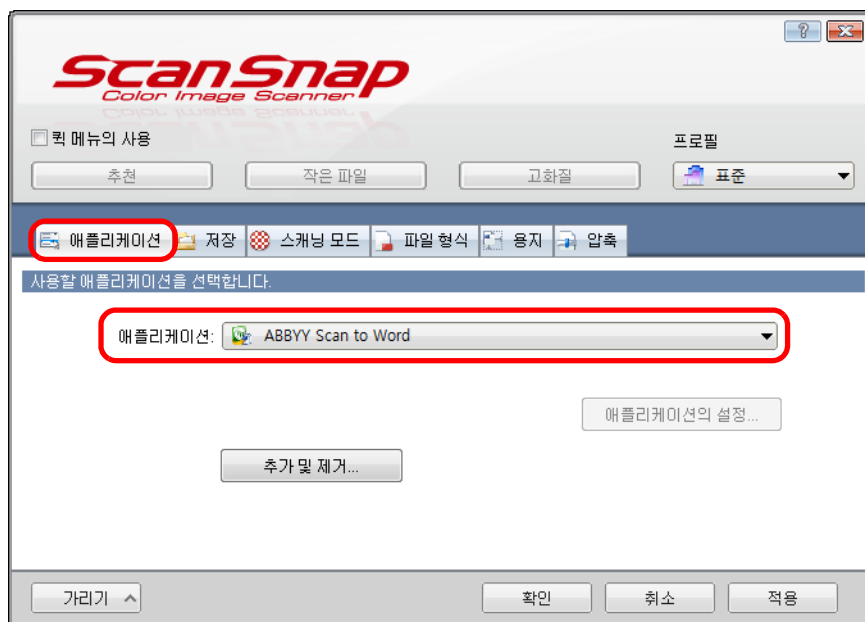 ScanSnap
Color Image Scanner
퀵 메뉴의 사용
프로필
추천 작은 파일 고화질 표준
애플리케이션 저장 스캐닝 모드 파일 형식 용지 압축
사용할 애플리케이션을 선택합니다.
애플리케이션: ABBYY Scan to Word
애플리케이션의 설정...
추가 및 제거...
가리기 확인 취소 적용